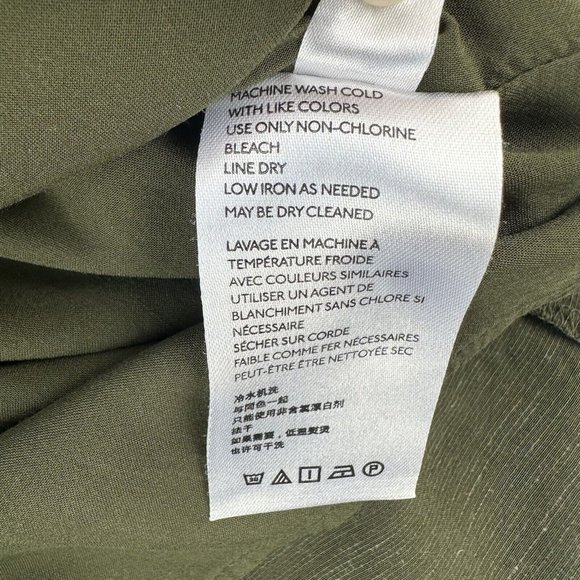 MACHINE WASH COLD
WITH LIKE COLORS
USE ONLY NON-CHLORINE
BLEACH
LINE DRY
LOW IRON AS NEEDED
MAY BE DRY CLEANED
LAVAGE EN MACHINE À
TEMPÉRATURE FROIDE
AVEC COULEURS SIMILAIRES
UTILISER UN AGENT DE
BLANCHIMENT SANS CHLORE SI
NÉCESSAIRE
SÉCHER SUR CORDE
FAIBLE COMME FER NÉCESSAIRES
PEUT-ÊTRE ÊTRE NETTOYÉE SEC
冷水机洗
与同色一起
只能使用非含氯漂白剂
法干
如果需要，低温熨烫
也许可干洗
30
P